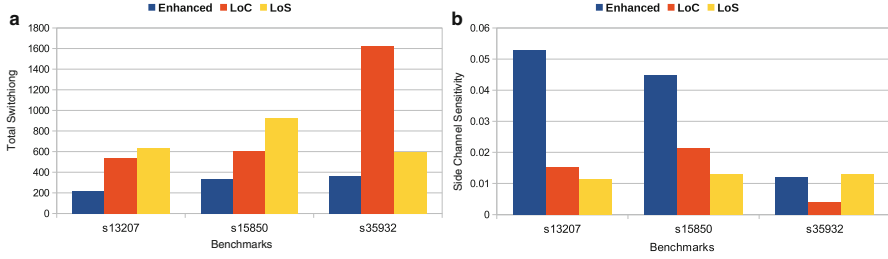 a
Enhanced LoC LoS
Total Switchiong
1800
1600
1400
1200
1000
800
600
400
200
0
s13207 s15850 s35932
Benchmarks
b
Enhanced LoC LoS
Side Channel Sensitivity
0.06
0.05
0.04
0.03
0.02
0.01
0
s13207 s15850 s35932
Benchmarks